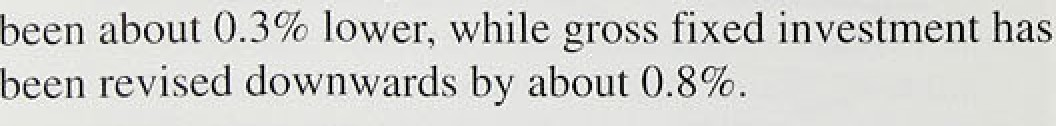 been about 0.3% lower, while gross fixed investment has
been revised downwards by about 0.8%.